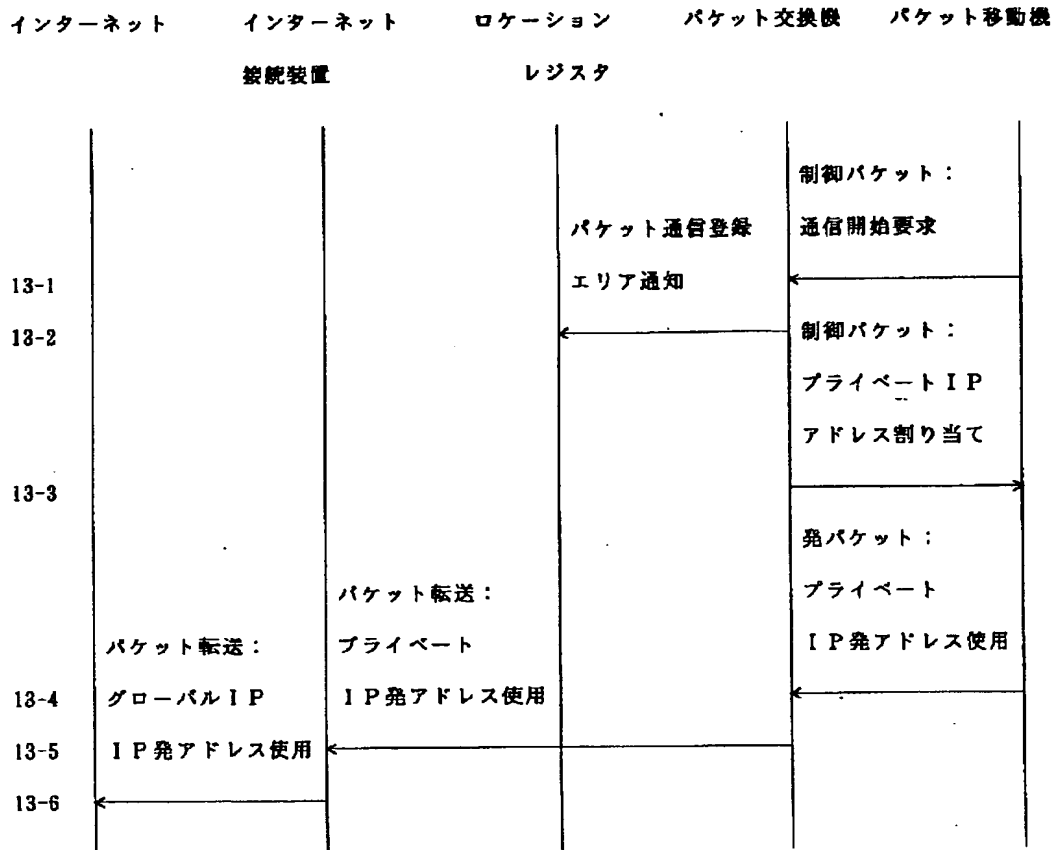 インターネット
インターネット
接続装置
ロケーション
レジスタ
パケット交換機
パケット移動機
制御パケット：
通信開始要求
パケット通信登録
エリア通知
13-1
13-2
制御パケット：
プライベートＩＰ
アドレス割り当て
13-3
発パケット；
プライベート
ＩＰ発アドレス使用
パケット転送：
プライベート
ＩＰ発アドレス使用
パケット転送：
グローバルＩＰ
ＩＰ発アドレス使用
13-4
13-5
13-6